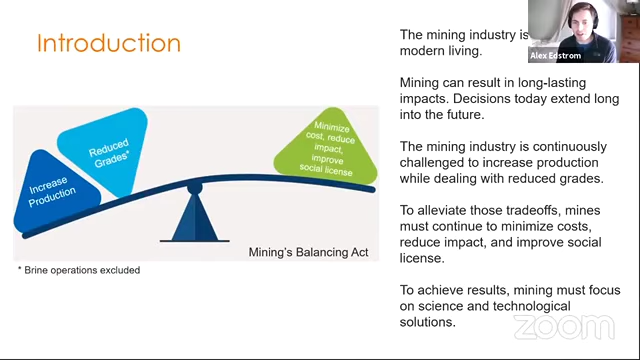 Introduction
The mining industry is
modern living.
Alex Edstrom
Mining can result in long-lasting
impacts. Decisions today extend long
into the future.
The mining industry is continuously
challenged to increase production
while dealing with reduced grades.
To alleviate those tradeoffs, mines
must continue to minimize costs,
reduce impact, and improve social
license.
To achieve results, mining must focus
on science and technological
solutions.
Increase
Production
Reduced
Grades*
Minimize
cost, reduce
impact,
improve
social license
Mining's Balancing Act
* Brine operations excluded
zoom